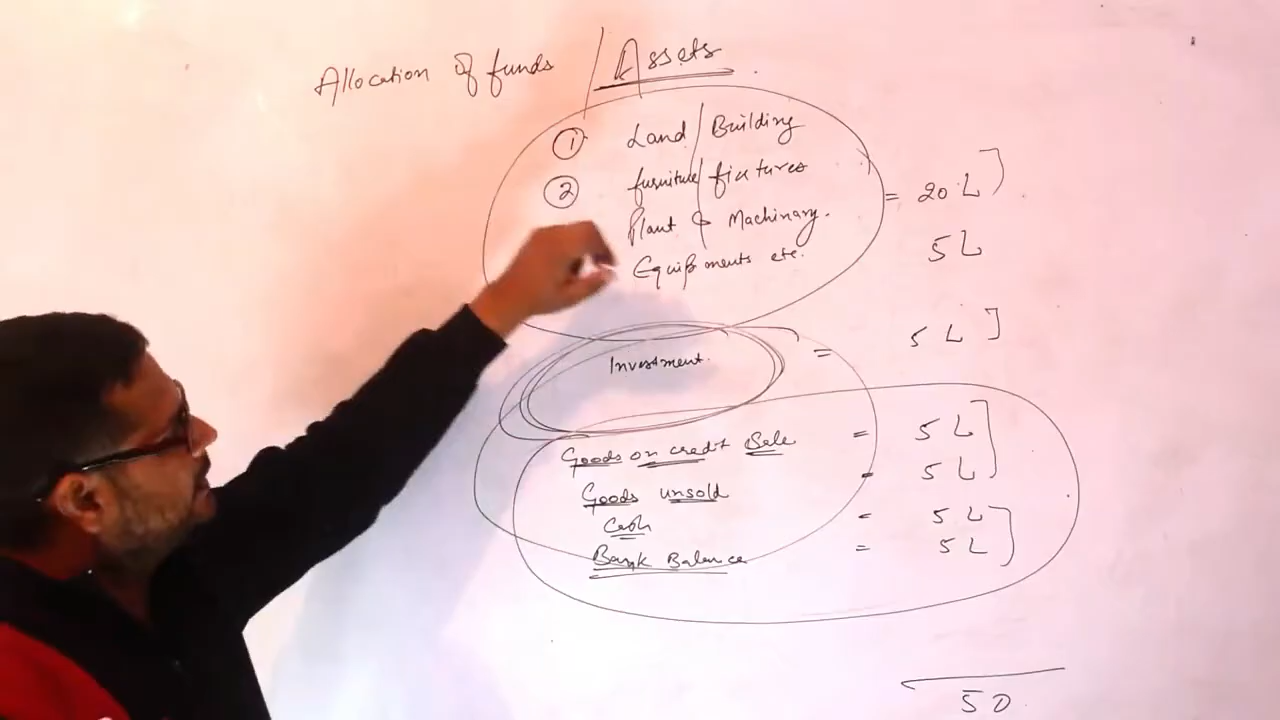 Allocation of funds / Assets
① Land / Building
② furniture / fixtures = 20 L
Plant & Machinary.
Equipments etc. 5 L
Investment. = 5 L
Goods on credit Sale = 5 L
Goods unsold = 5 L
Cash = 5 L
Bank Balance = 5 L
50